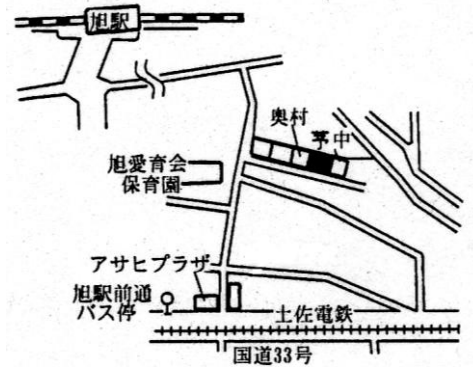 旭駅
奥村
茅中
旭愛育会
保育園
アサヒプラザ
旭駅前通
バス停
土佐電鉄
国道33号